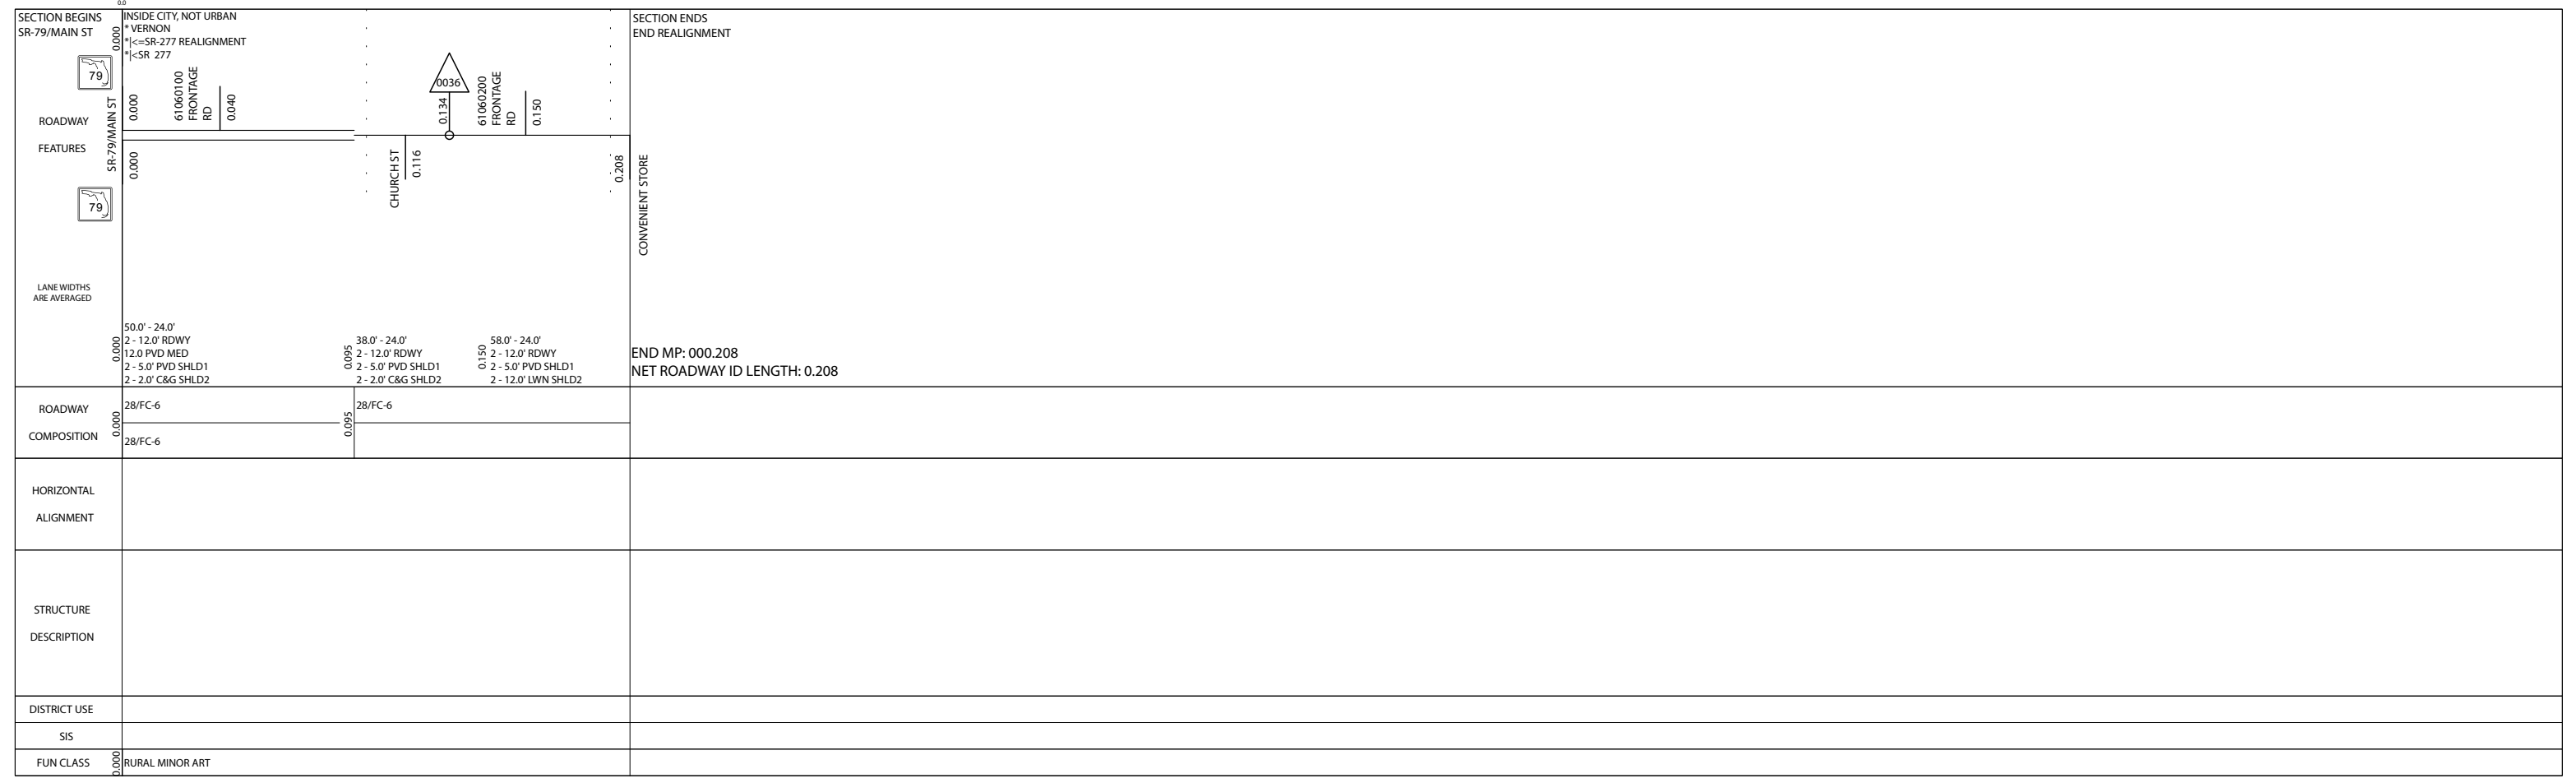 0.0
SECTION BEGINS
SR-79/MAIN ST
0.000
INSIDE CITY, NOT URBAN
* VERNON
*|<=SR-277 REALIGNMENT
*|<SR 277
SECTION ENDS
END REALIGNMENT
79
ROADWAY
FEATURES
79
SR-79/MAIN ST
0.000
0.000
61060100
FRONTAGE
RD
0.040
CHURCH ST
0.116
0036
0.134
61060200
FRONTAGE
RD
0.150
0.208
CONVENIENT STORE
LANE WIDTHS
ARE AVERAGED
0.000
50.0' - 24.0'
2 - 12.0' RDWY
12.0 PVD MED
2 - 5.0' PVD SHLD1
2 - 2.0' C&G SHLD2
0.095
38.0' - 24.0'
2 - 12.0' RDWY
2 - 5.0' PVD SHLD1
2 - 2.0' C&G SHLD2
0.150
58.0' - 24.0'
2 - 12.0' RDWY
2 - 5.0' PVD SHLD1
2 - 12.0' LWN SHLD2
END MP: 000.208
NET ROADWAY ID LENGTH: 0.208
ROADWAY
COMPOSITION
0.000
28/FC-6
28/FC-6
0.095
28/FC-6
HORIZONTAL
ALIGNMENT
STRUCTURE
DESCRIPTION
DISTRICT USE
SIS
FUN CLASS
0.000
RURAL MINOR ART